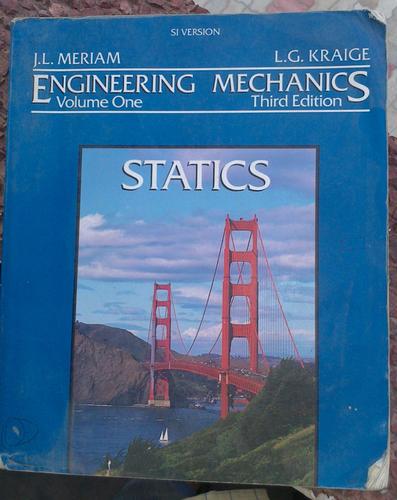 SI VERSION
J.L. MERIAM L.G. KRAIGE
ENGINEERING MECHANICS
Volume One Third Edition
STATICS